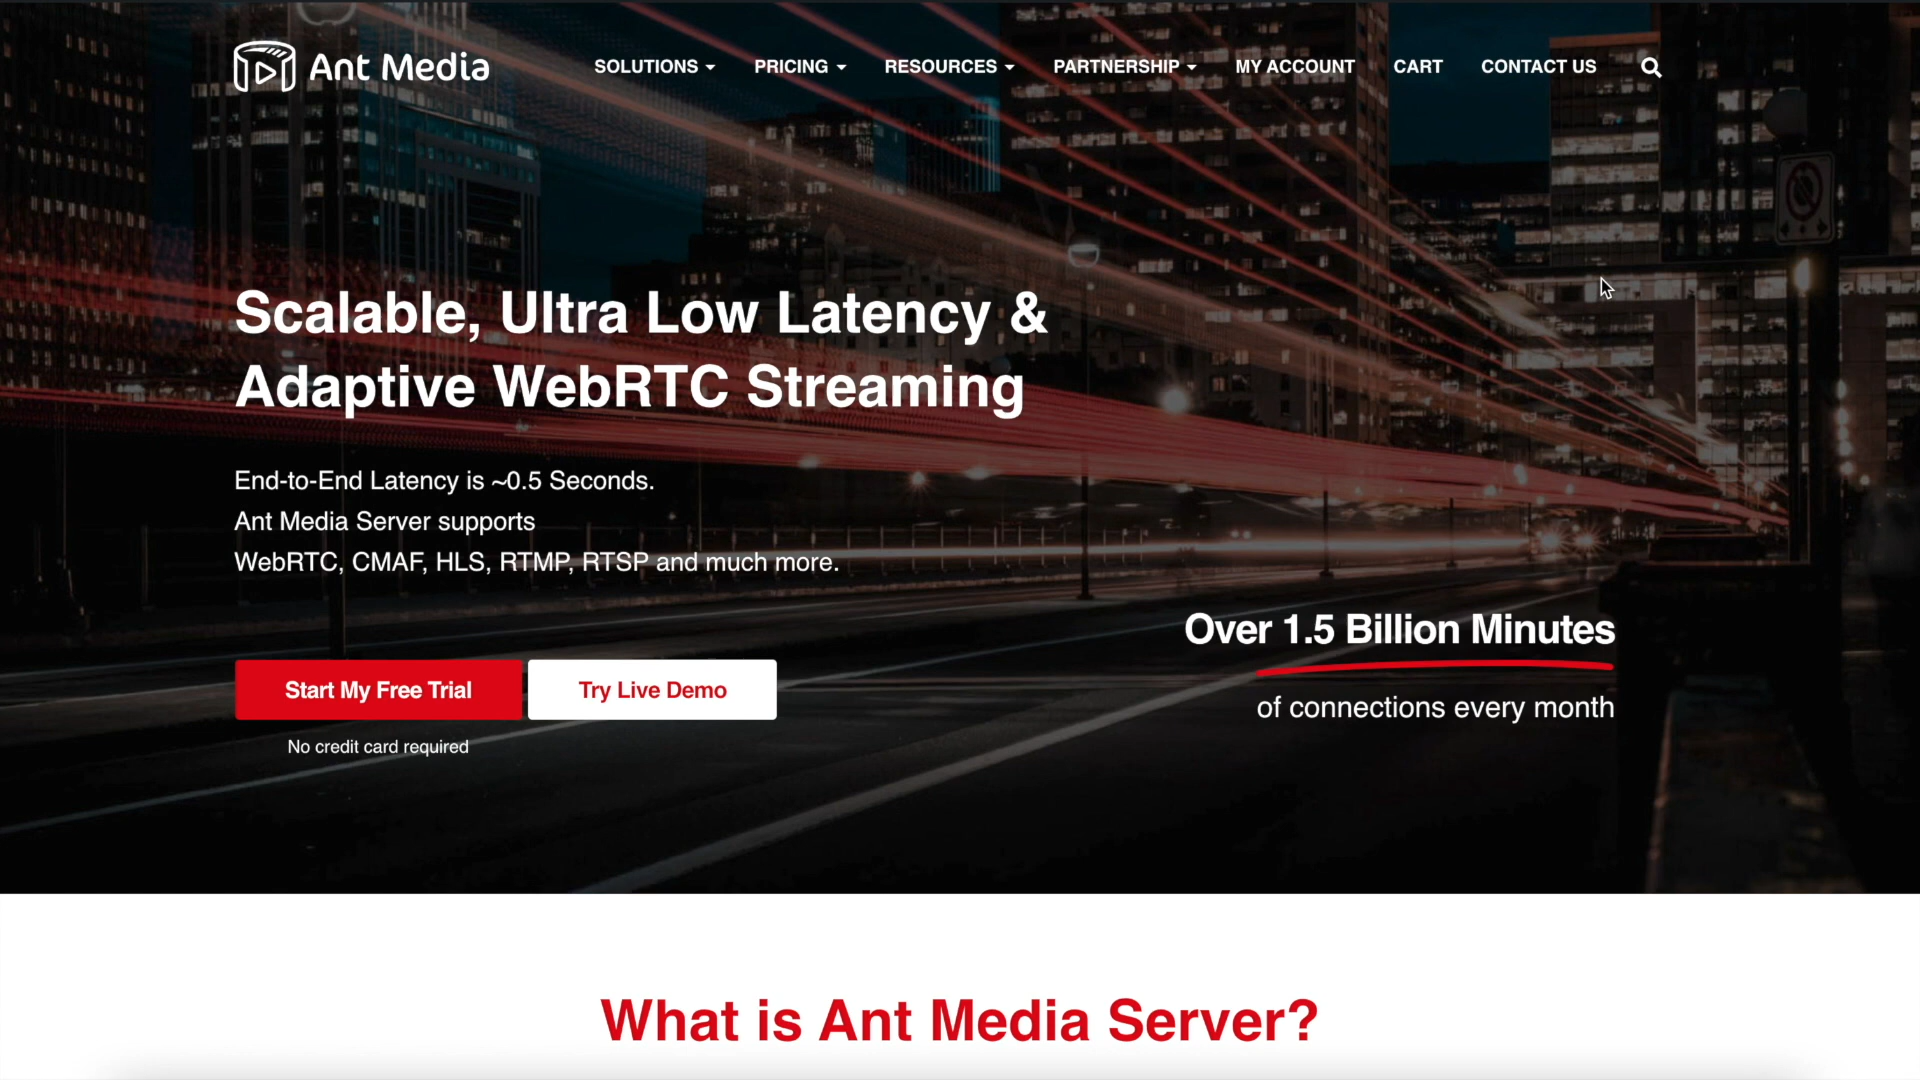 Ant Media
SOLUTIONS
PRICING
RESOURCES
PARTNERSHIP
MY ACCOUNT
CART
CONTACT US
Scalable, Ultra Low Latency &
Adaptive WebRTC Streaming
End-to-End Latency is ~0.5 Seconds.
Ant Media Server supports
WebRTC, CMAF, HLS, RTMP, RTSP and much more.
Over 1.5 Billion Minutes
of connections every month
Start My Free Trial
Try Live Demo
No credit card required
What is Ant Media Server?